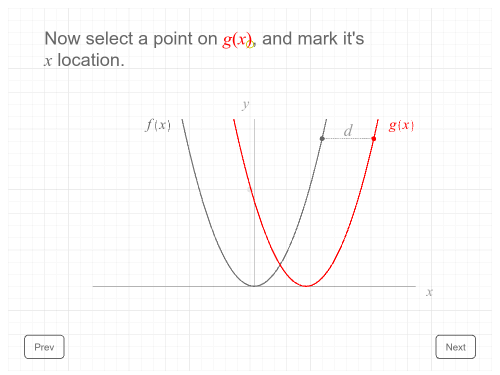 Now select a point on g(x), and mark it's
x location.
y
f(x)
d
g(x)
x
Prev
Next